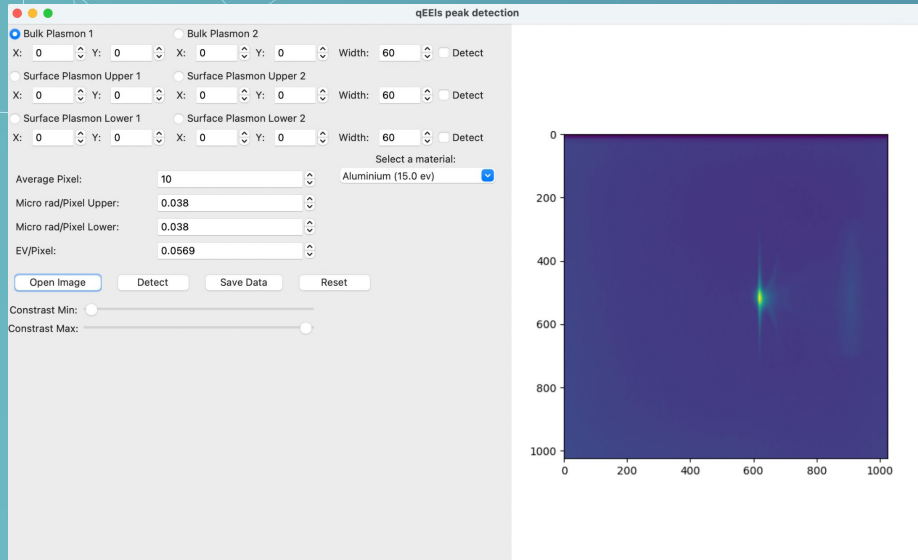 qEEls peak detection
Bulk Plasmon 1 Bulk Plasmon 2
X: 0 Y: 0 X: 0 Y: 0 Width: 60 Detect
Surface Plasmon Upper 1 Surface Plasmon Upper 2
X: 0 Y: 0 X: 0 Y: 0 Width: 60 Detect
Surface Plasmon Lower 1 Surface Plasmon Lower 2
X: 0 Y: 0 X: 0 Y: 0 Width: 60 Detect
Select a material:
Average Pixel: 10 Aluminium (15.0 ev)
Micro rad/Pixel Upper: 0.038
Micro rad/Pixel Lower: 0.038
EV/Pixel: 0.0569
Open Image Detect Save Data Reset
Constrast Min:
Constrast Max:
0
200
400
600
800
1000
0 200 400 600 800 1000